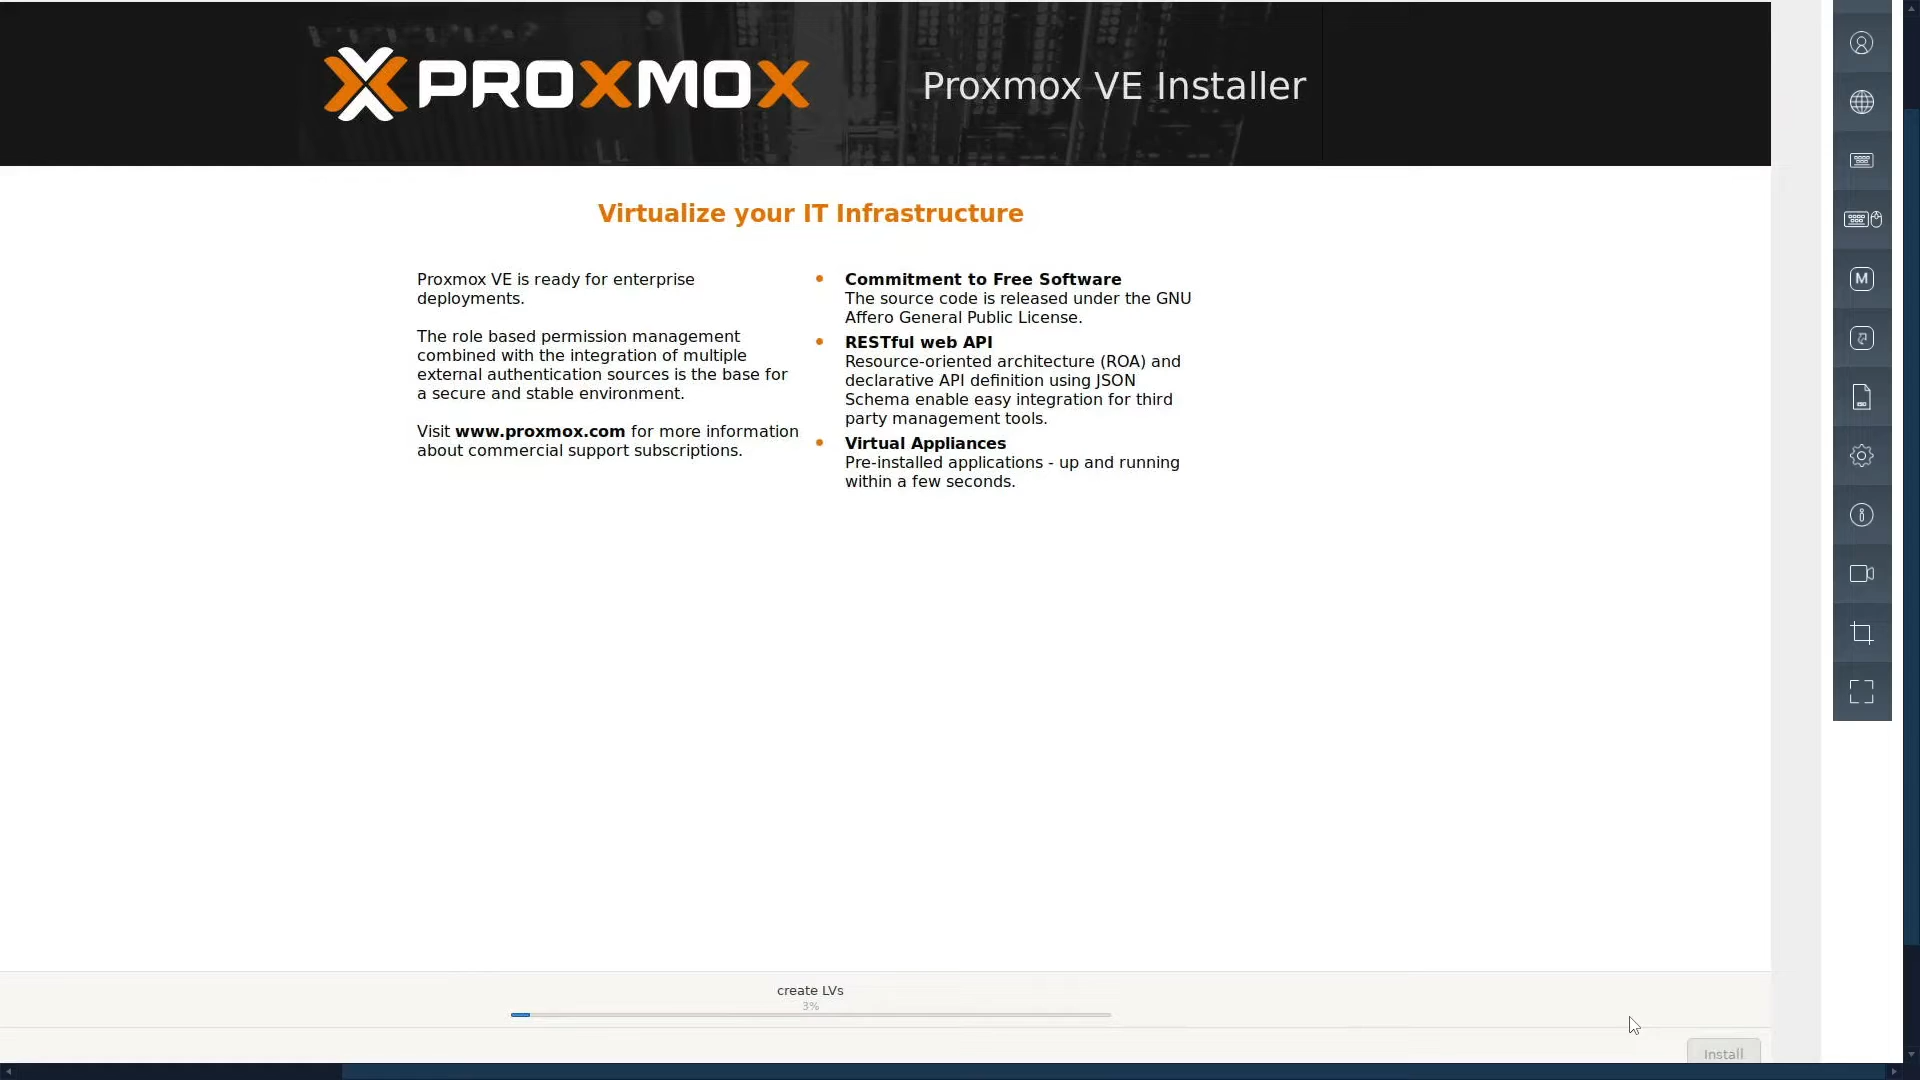 PROXMOX
Proxmox VE Installer
Virtualize your IT Infrastructure
Proxmox VE is ready for enterprise
deployments.
The role based permission management
combined with the integration of multiple
external authentication sources is the base for
a secure and stable environment.
Visit www.proxmox.com for more information
about commercial support subscriptions.
Commitment to Free Software
The source code is released under the GNU
Affero General Public License.
RESTful web API
Resource-oriented architecture (ROA) and
declarative API definition using JSON
Schema enable easy integration for third
party management tools.
Virtual Appliances
Pre-installed applications - up and running
within a few seconds.
M
create LVs
3%
Install